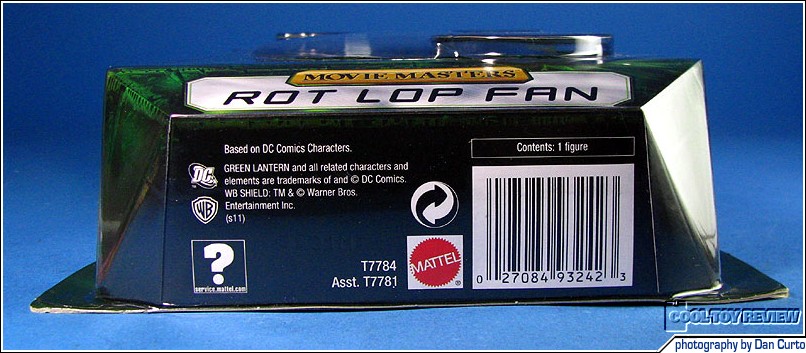 MOVIE MASTERS
ROT LOP FAN
Based on DC Comics Characters.
DC
GREEN LANTERN and all related characters and
elements are trademarks of and © DC Comics.
WB SHIELD: TM & © Warner Bros.
Entertainment Inc.
(s11)
WB
?
service.mattel.com
T7784
Asst. T7781
MATTEL
®
Contents: 1 figure
0 27084 93242 3
COOL TOY REVIEW
photography by Dan Curto